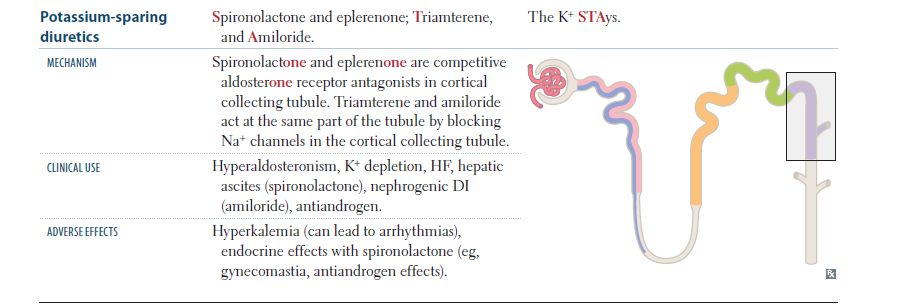 Potassium-sparing
diuretics
Spironolactone and eplerenone; Triamterene,
and Amiloride.
The K+ STAys.
MECHANISM
Spironolactone and eplerenone are competitive
aldosterone receptor antagonists in cortical
collecting tubule. Triamterene and amiloride
act at the same part of the tubule by blocking
Na+ channels in the cortical collecting tubule.
CLINICAL USE
Hyperaldosteronism, K+ depletion, HF, hepatic
ascites (spironolactone), nephrogenic DI
(amiloride), antiandrogen.
ADVERSE EFFECTS
Hyperkalemia (can lead to arrhythmias),
endocrine effects with spironolactone (eg,
gynecomastia, antiandrogen effects).